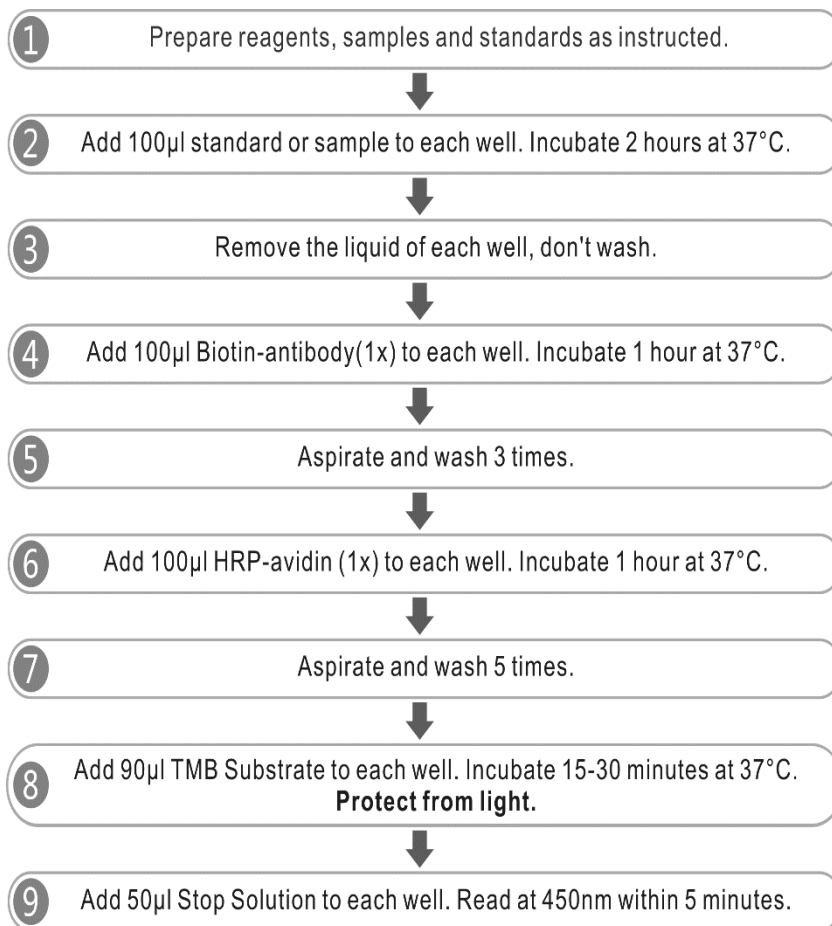 1 Prepare reagents, samples and standards as instructed.
2 Add 100μl standard or sample to each well. Incubate 2 hours at 37°C.
3 Remove the liquid of each well, don't wash.
4 Add 100μl Biotin-antibody(1x) to each well. Incubate 1 hour at 37°C.
5 Aspirate and wash 3 times.
6 Add 100μl HRP-avidin (1x) to each well. Incubate 1 hour at 37°C.
7 Aspirate and wash 5 times.
8 Add 90μl TMB Substrate to each well. Incubate 15-30 minutes at 37°C.
Protect from light.
9 Add 50μl Stop Solution to each well. Read at 450nm within 5 minutes.